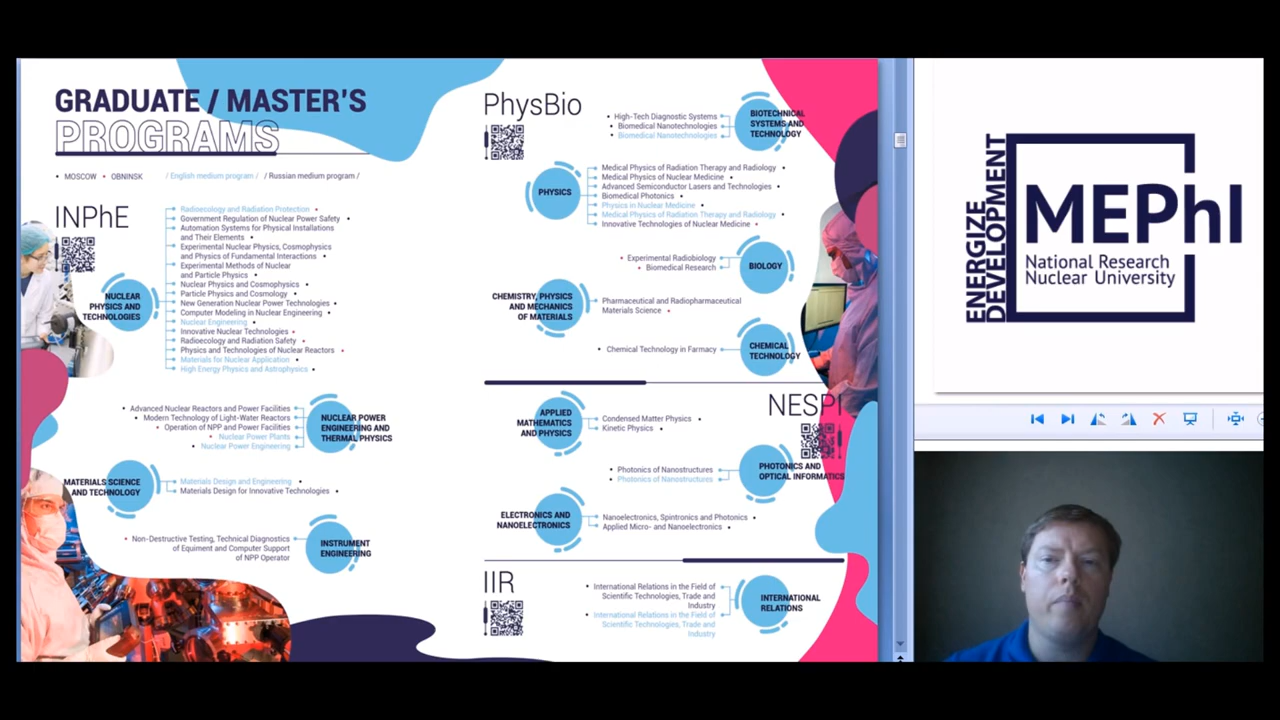 GRADUATE / MASTER'S
PROGRAMS
• MOSCOW • OBNINSK / English medium program / / Russian medium program /
INPhE
NUCLEAR
PHYSICS AND
TECHNOLOGIES
Radioecology and Radiation Protection •
Government Regulation of Nuclear Power Safety •
Automation Systems for Physical Installations
and Their Elements •
Experimental Nuclear Physics, Cosmophysics
and Physics of Fundamental Interactions •
Experimental Methods of Nuclear
and Particle Physics •
Nuclear Physics and Cosmophysics •
Particle Physics and Cosmology •
New Generation Nuclear Power Technologies •
Computer Modeling in Nuclear Engineering •
Nuclear Engineering •
Innovative Nuclear Technologies •
Radioecology and Radiation Safety •
Physics and Technologies of Nuclear Reactors •
Materials for Nuclear Application •
High Energy Physics and Astrophysics •
• Advanced Nuclear Reactors and Power Facilities
• Modern Technology of Light-Water Reactors
• Operation of NPP and Power Facilities
• Nuclear Power Plants
• Nuclear Power Engineering
NUCLEAR POWER
ENGINEERING AND
THERMAL PHYSICS
MATERIALS SCIENCE
AND TECHNOLOGY
Materials Design and Engineering •
Materials Design for Innovative Technologies •
• Non-Destructive Testing, Technical Diagnostics
of Equiment and Computer Support
of NPP Operator
INSTRUMENT
ENGINEERING
PhysBio
• High-Tech Diagnostic Systems
• Biomedical Nanotechnologies
• Biomedical Nanotechnologies
BIOTECHNICAL
SYSTEMS AND
TECHNOLOGY
PHYSICS
Medical Physics of Radiation Therapy and Radiology •
Medical Physics of Nuclear Medicine •
Advanced Semiconductor Lasers and Technologies •
Biomedical Photonics •
Physics in Nuclear Medicine •
Medical Physics of Radiation Therapy and Radiology •
Innovative Technologies of Nuclear Medicine •
• Experimental Radiobiology
• Biomedical Research
BIOLOGY
CHEMISTRY, PHYSICS
AND MECHANICS
OF MATERIALS
Pharmaceutical and Radiopharmaceutical
Materials Science •
• Chemical Technology in Farmacy
CHEMICAL
TECHNOLOGY
NESPI
APPLIED
MATHEMATICS
AND PHYSICS
Condensed Matter Physics •
Kinetic Physics •
• Photonics of Nanostructures
• Photonics of Nanostructures
PHOTONICS AND
OPTICAL INFORMATICS
ELECTRONICS AND
NANOELECTRONICS
Nanoelectronics, Spintronics and Photonics •
Applied Micro- and Nanoelectronics •
IIR
• International Relations in the Field of
Scientific Technologies, Trade and
Industry
• International Relations in the Field of
Scientific Technologies, Trade and
Industry
INTERNATIONAL
RELATIONS
ENERGIZE
DEVELOPMENT
MEPhI
National Research
Nuclear University